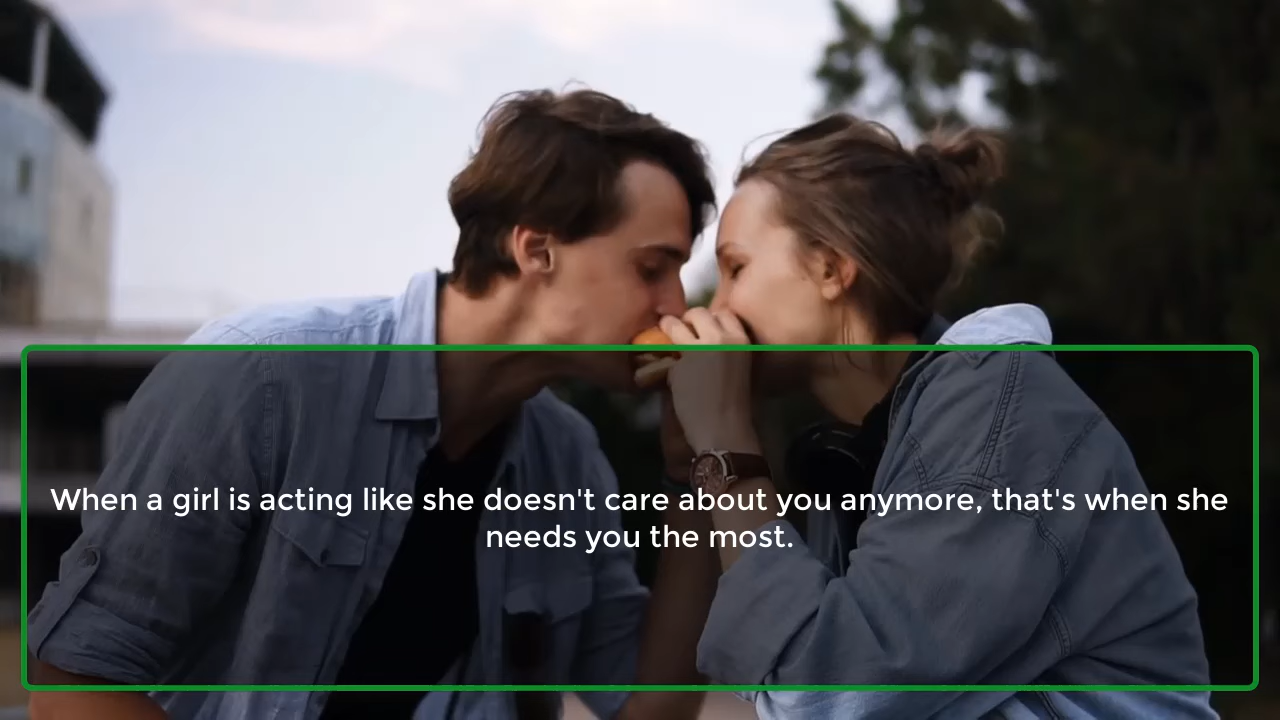 When a girl is acting like she doesn't care about you anymore, that's when she
needs you the most.